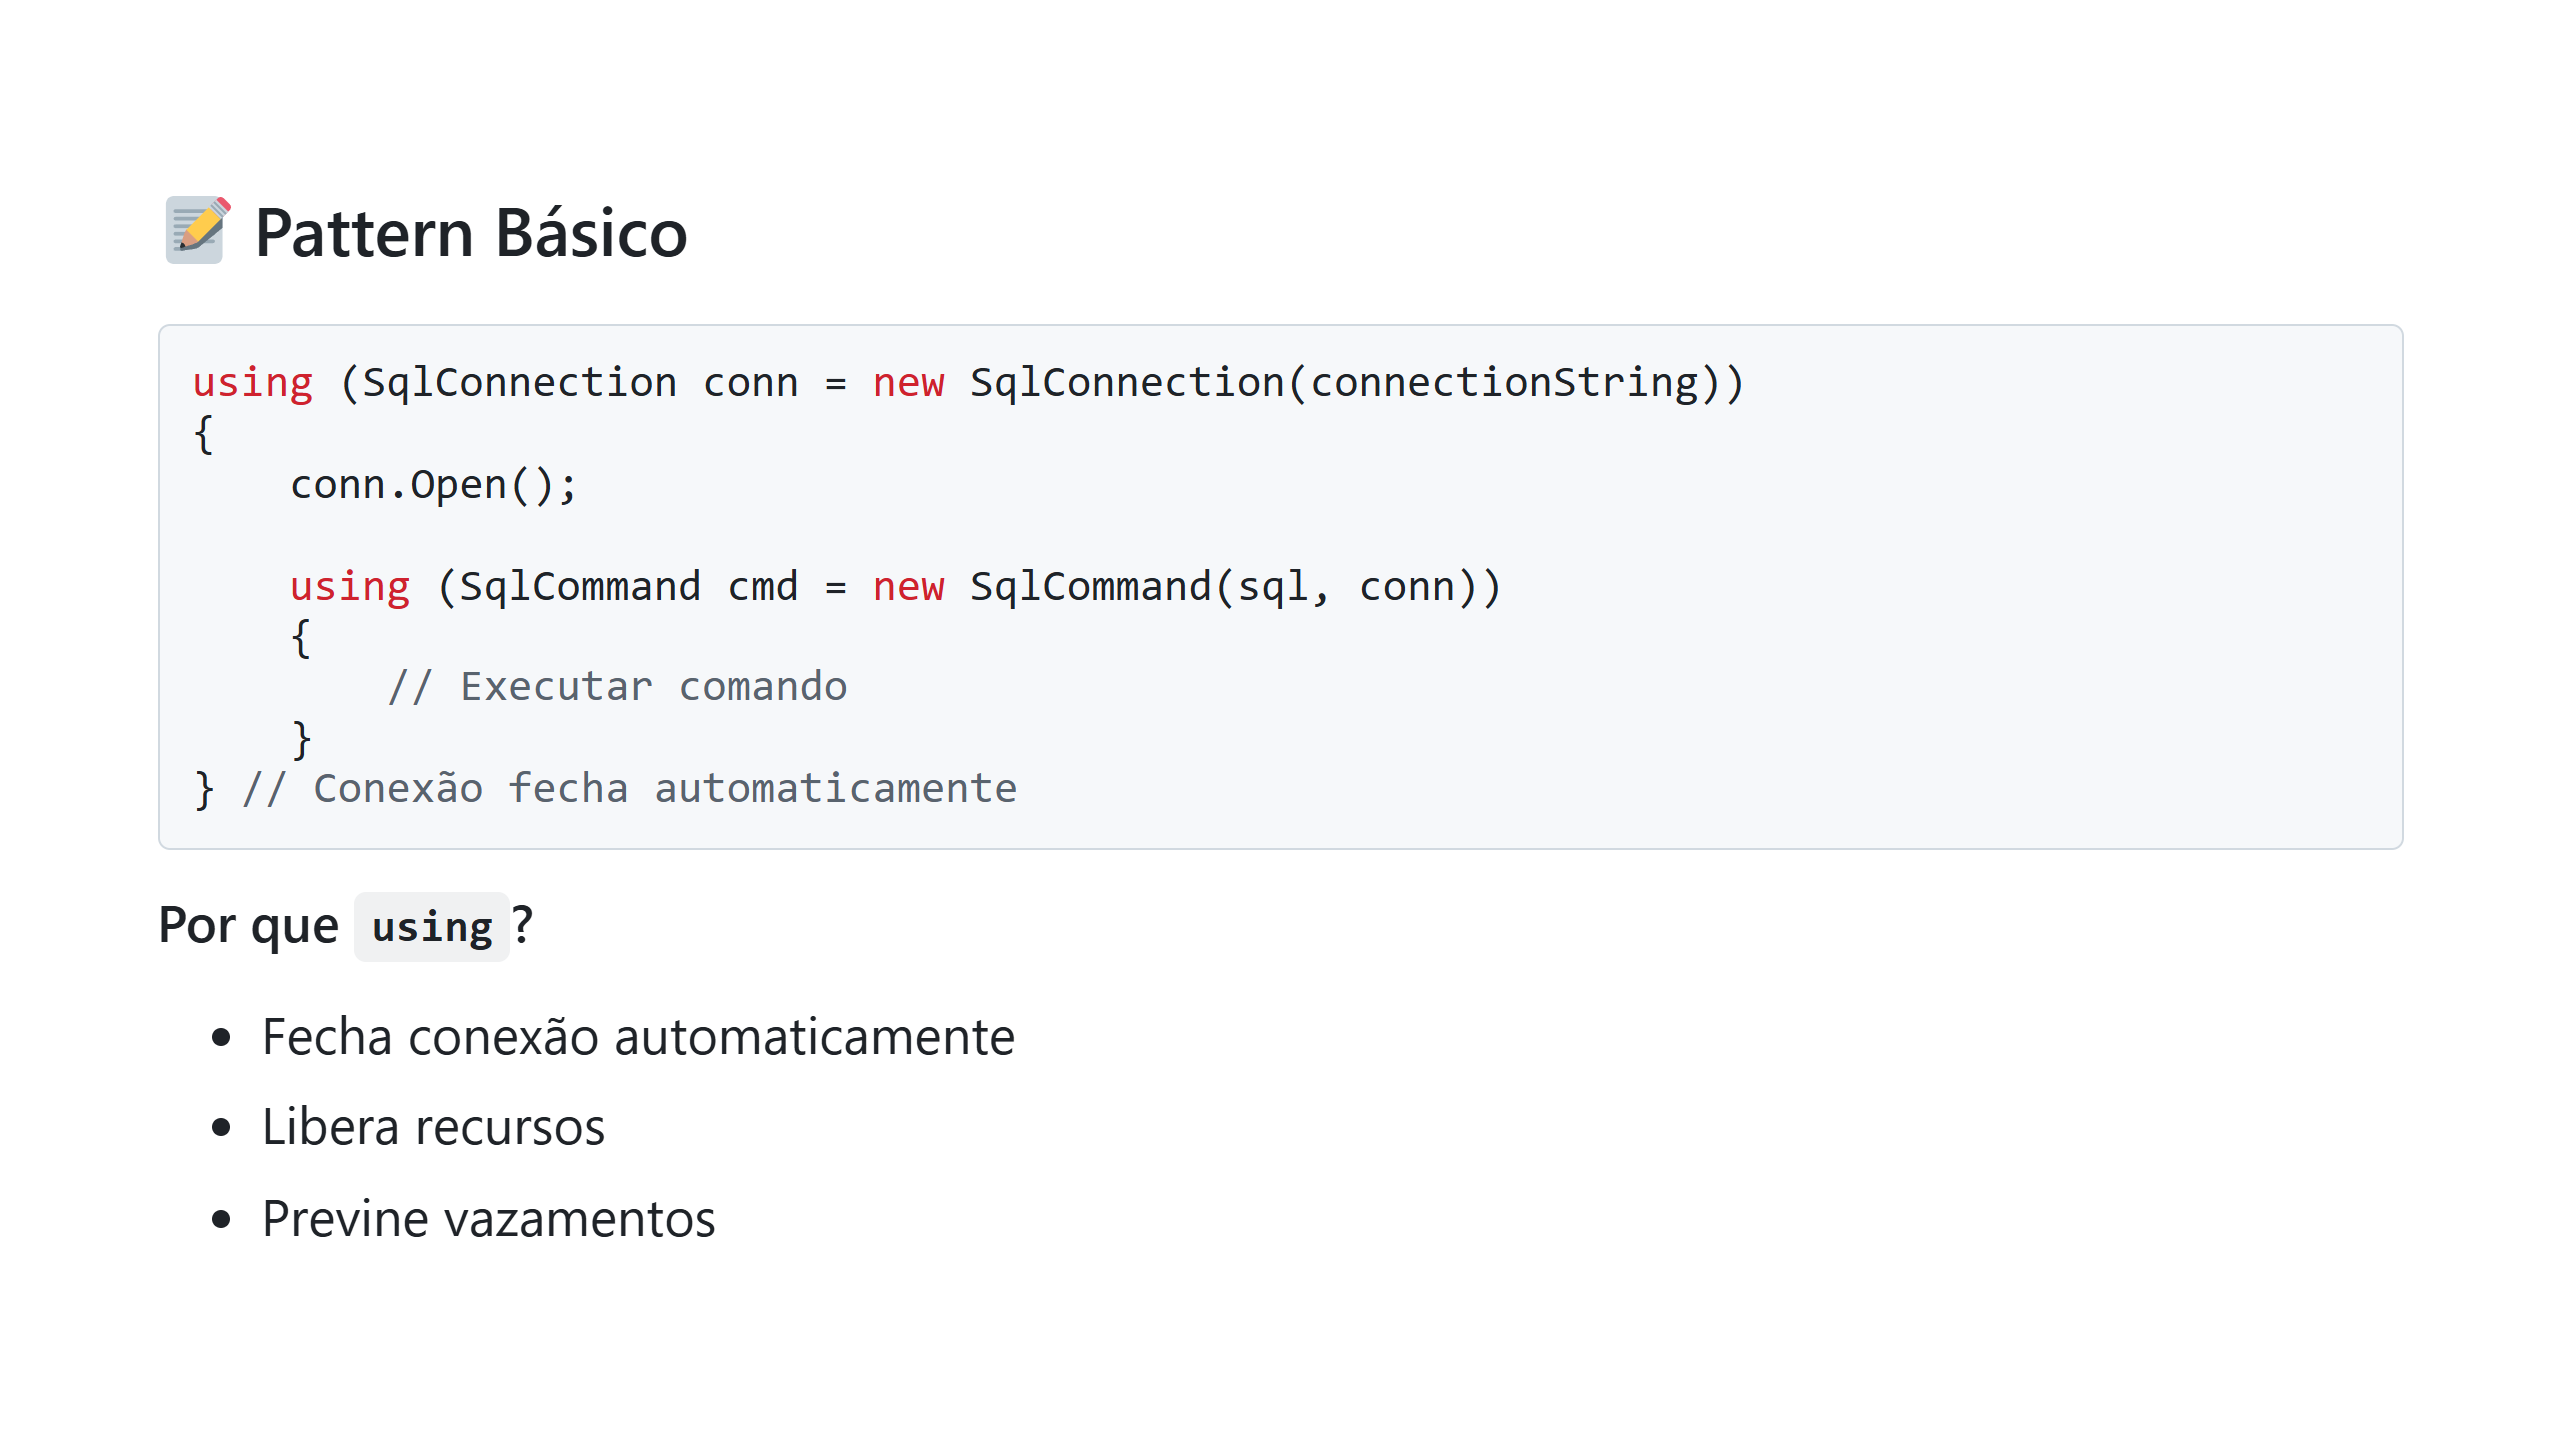 Pattern Básico
using (SqlConnection conn = new SqlConnection(connectionString))
{
    conn.Open();

    using (SqlCommand cmd = new SqlCommand(sql, conn))
    {
        // Executar comando
    }
} // Conexão fecha automaticamente
Por que using?
• Fecha conexão automaticamente
• Libera recursos
• Previne vazamentos